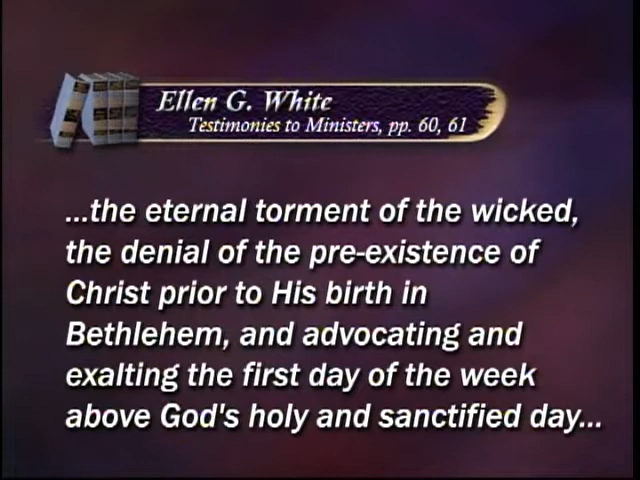 Ellen G. White
Testimonies to Ministers, pp. 60, 61
...the eternal torment of the wicked,
the denial of the pre-existence of
Christ prior to His birth in
Bethlehem, and advocating and
exalting the first day of the week
above God's holy and sanctified day...